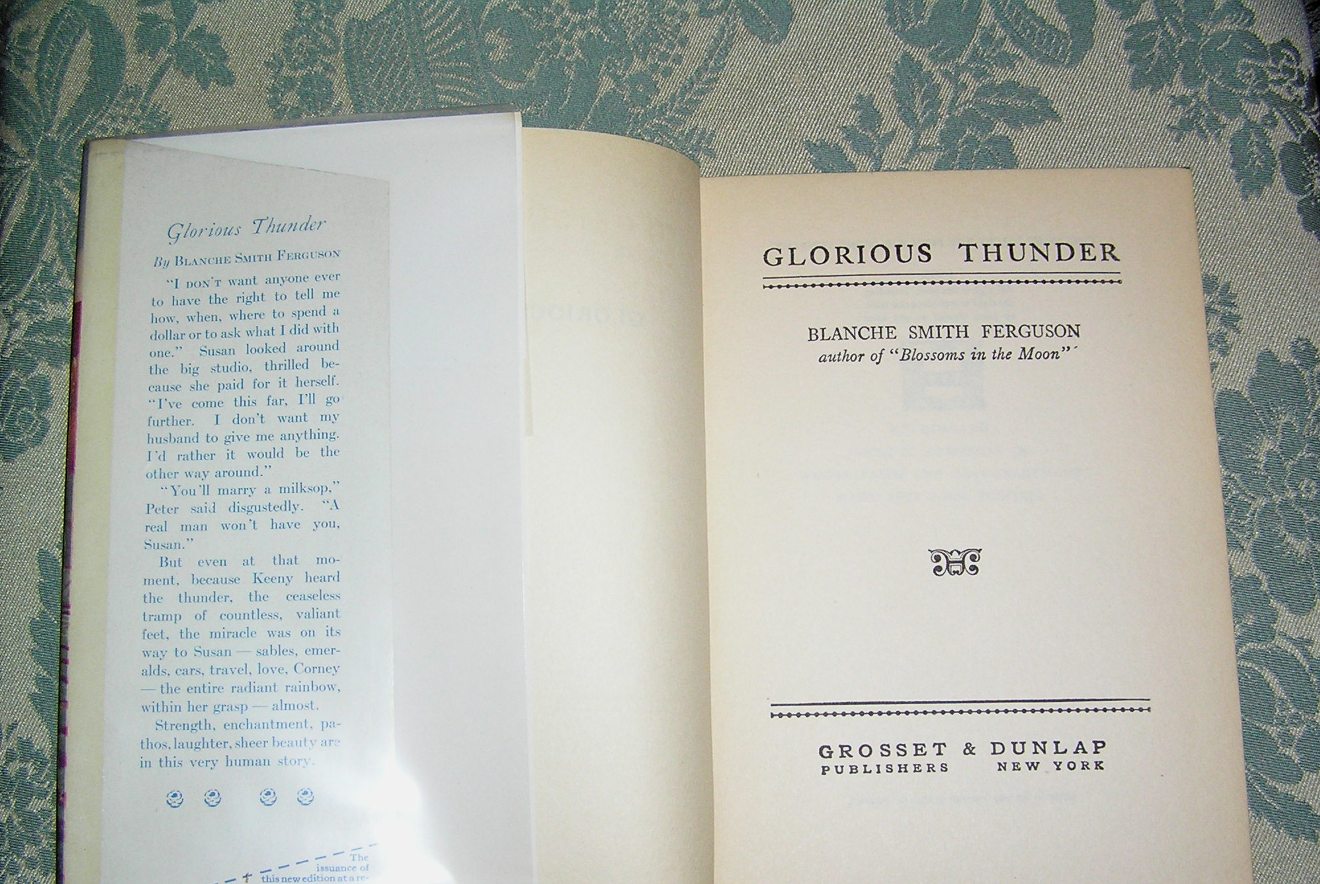 Glorious Thunder
By BLANCHE SMITH FERGUSON
"I DON'T want anyone ever
to have the right to tell me
how, when, where to spend a
dollar or to ask what I did with
one." Susan looked around
the big studio, thrilled be-
cause she paid for it herself.
"I've come this far, I'll go
further. I don't want my
husband to give me anything.
I'd rather it would be the
other way around."
"You'll marry a milksop,"
Peter said disgustedly. "A
real man won't have you,
Susan."
But even at that mo-
ment, because Keeny heard
the thunder, the ceaseless
tramp of countless, valiant
feet, the miracle was on its
way to Susan — sables, emer-
alds, cars, travel, love, Corney
— the entire radiant rainbow,
within her grasp — almost.
Strength, enchantment, pa-
thos, laughter, sheer beauty are
in this very human story.
The
issuance of
this new edition at a re-
GLORIOUS THUNDER
BLANCHE SMITH FERGUSON
author of "Blossoms in the Moon"
GROSSET & DUNLAP
PUBLISHERS NEW YORK